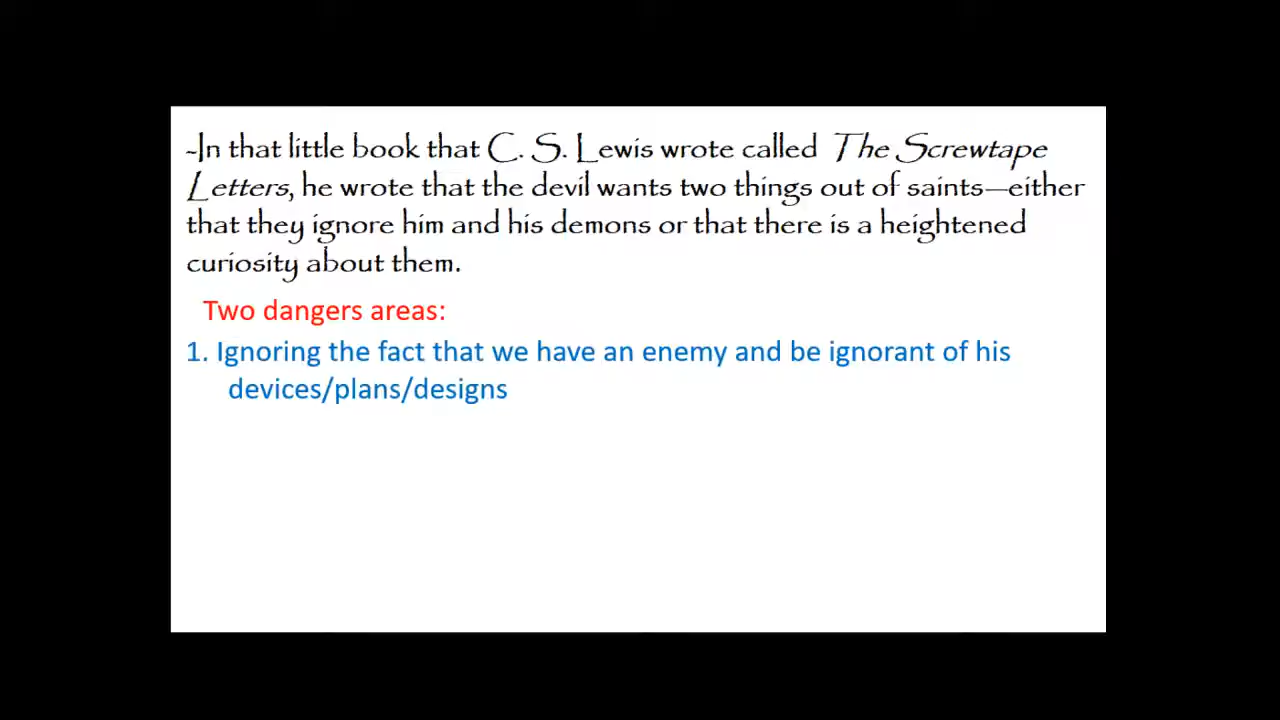 -In that little book that C. S. Lewis wrote called The Screwtape
Letters, he wrote that the devil wants two things out of saints—either
that they ignore him and his demons or that there is a heightened
curiosity about them.
Two dangers areas:
1. Ignoring the fact that we have an enemy and be ignorant of his
devices/plans/designs